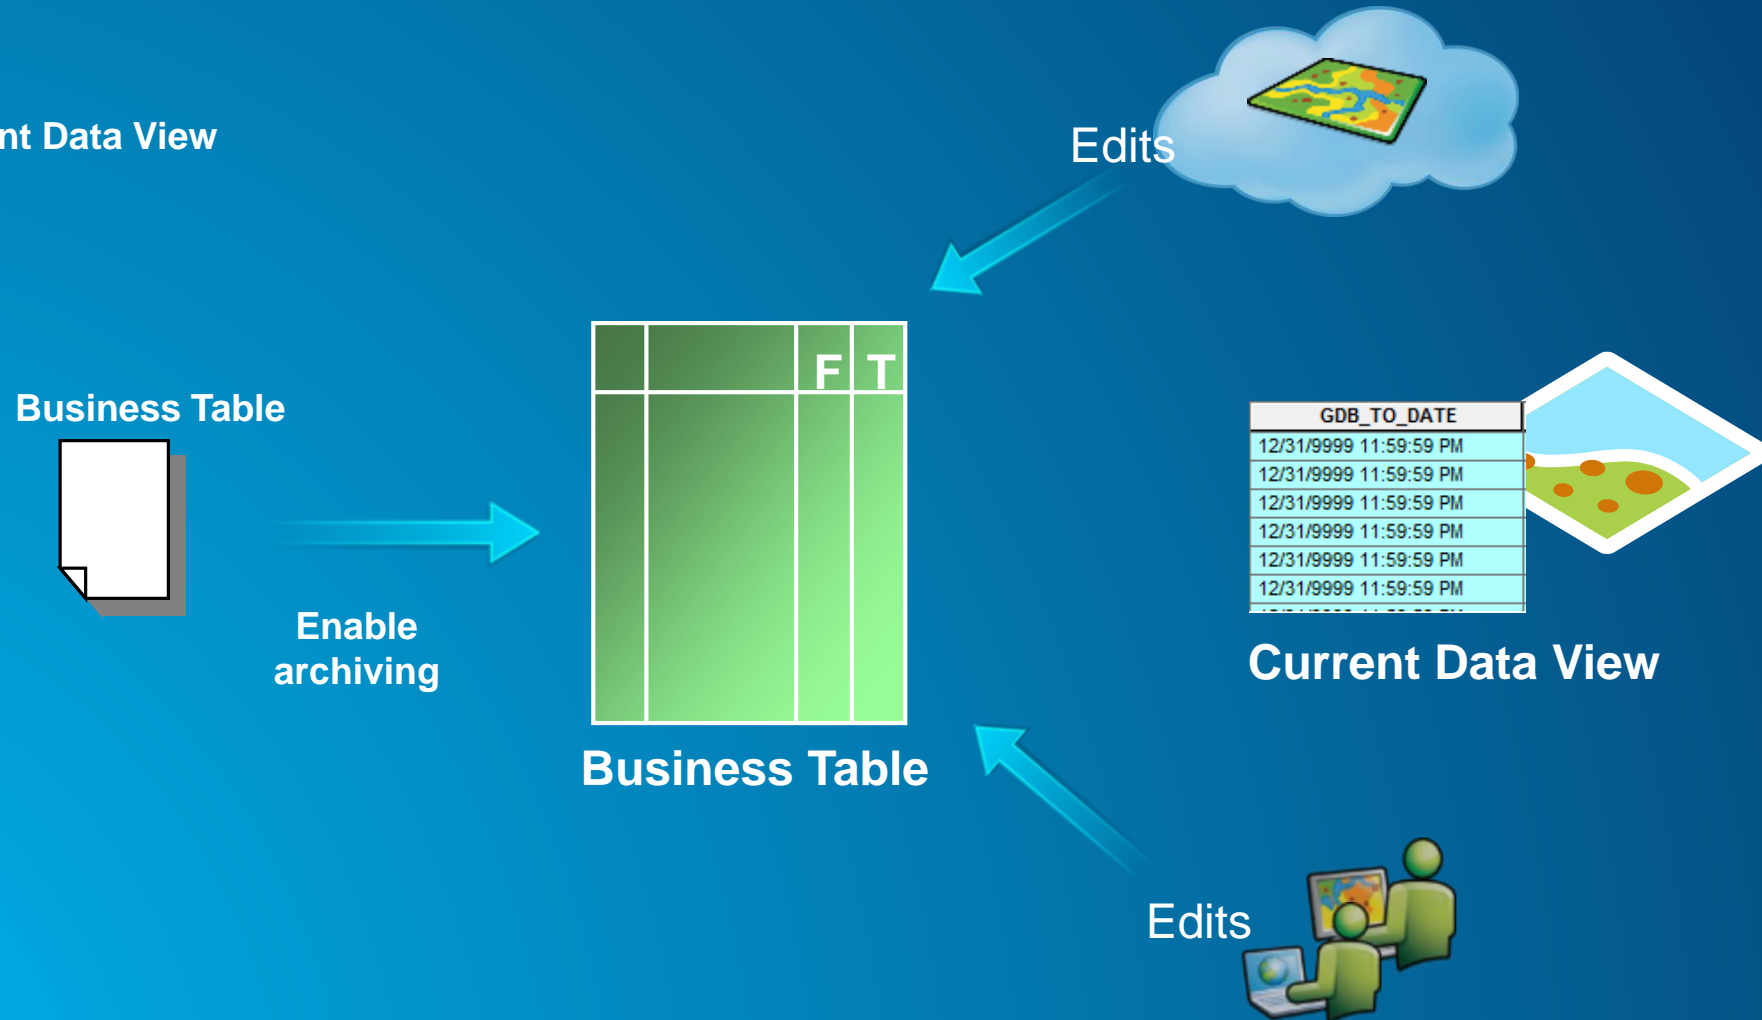 Edits
nt Data View
F T
Business Table
GDB_TO_DATE
12/31/9999 11:59:59 PM
12/31/9999 11:59:59 PM
12/31/9999 11:59:59 PM
12/31/9999 11:59:59 PM
12/31/9999 11:59:59 PM
12/31/9999 11:59:59 PM
Enable
archiving
Current Data View
Business Table
Edits